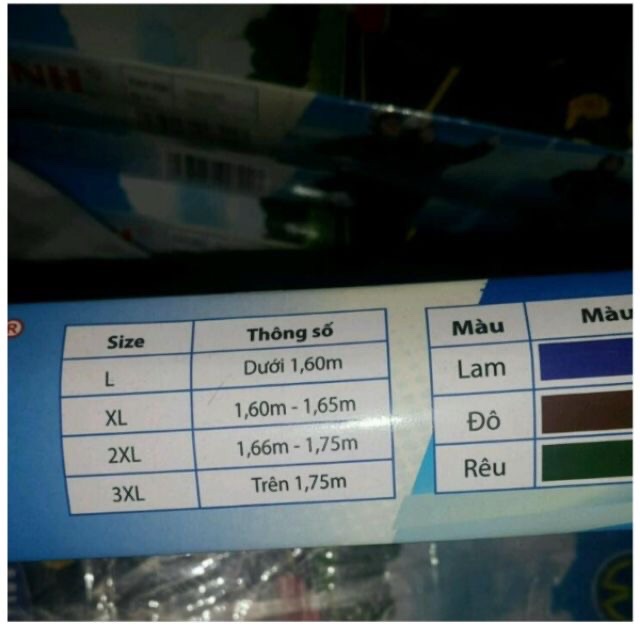 NH
®
Size Thông số
L Dưới 1,60m
XL 1,60m - 1,65m
2XL 1,66m - 1,75m
3XL Trên 1,75m
Màu Màu
Lam
Đô
Rêu